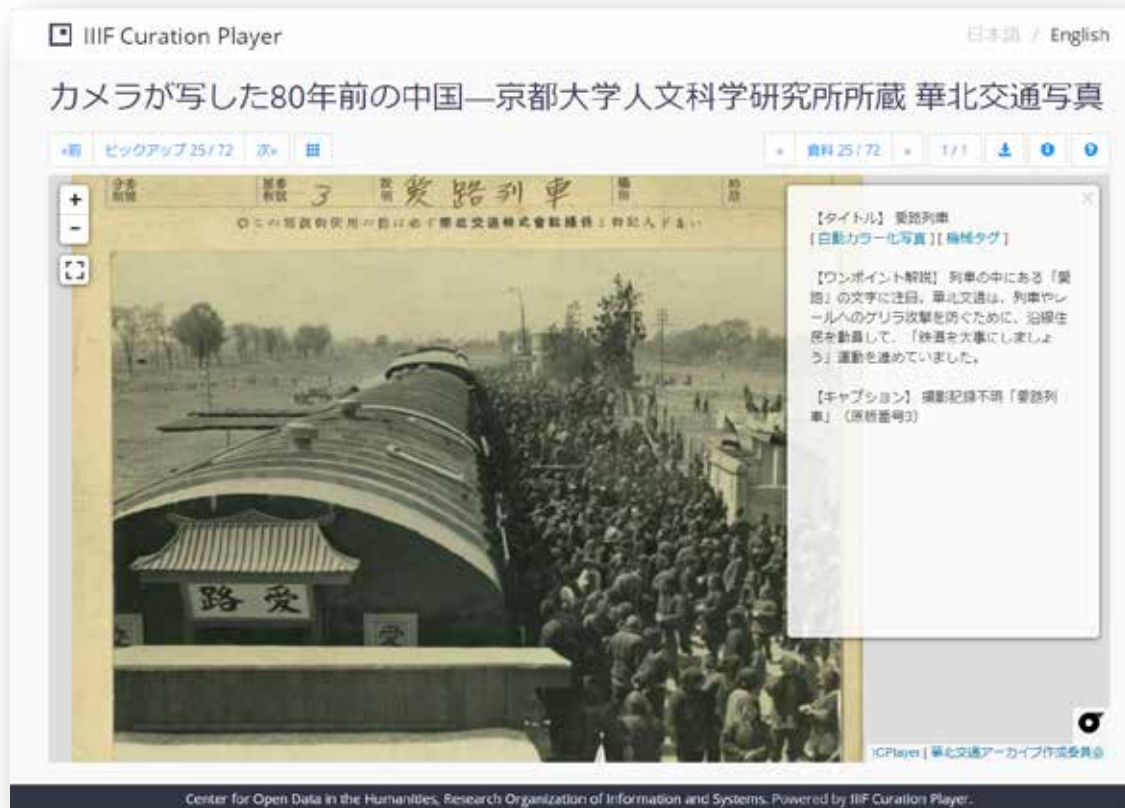 IIIF Curation Player
日本語 / English
カメラが写した80年前の中国—京都大学人文科学研究所所蔵 華北交通写真
«前 ピックアップ 25 / 72 次»
資料 25 / 72
1 / 1
3 愛路列車
【タイトル】 愛路列車
[ 自動カラー化写真 ] [ 機械タグ ]
【ワンポイント解説】 列車の中にある「愛
路」の文字に注目。華北交通は、列車やレ
ールへのゲリラ攻撃を防ぐために、沿線住
民を動員して、「鉄道を大事にしましょ
う」運動を進めていました。
【キャプション】 撮影記録不明「愛路列
車」（原板番号3）
路愛
愛
ICPlayer | 華北交通アーカイブ作成委員会
Center for Open Data in the Humanities, Research Organization of Information and Systems. Powered by IIIF Curation Player.